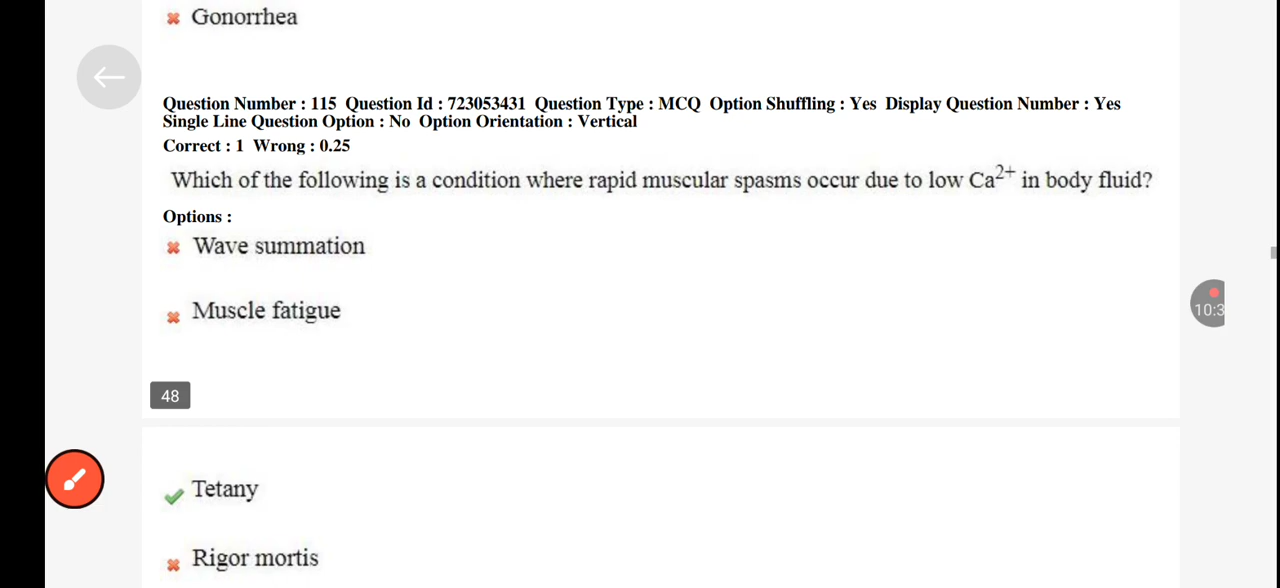 Gonorrhea
Question Number : 115 Question Id : 723053431 Question Type : MCQ Option Shuffling : Yes Display Question Number : Yes
Single Line Question Option : No Option Orientation : Vertical
Correct : 1 Wrong : 0.25
Which of the following is a condition where rapid muscular spasms occur due to low Ca²⁺ in body fluid?
Options :
Wave summation
10:3
Muscle fatigue
48
Tetany
Rigor mortis